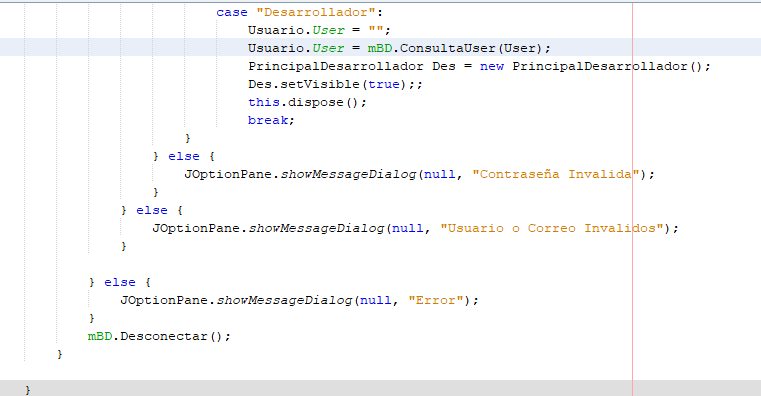 case "Desarrollador":
Usuario.User = "";
Usuario.User = mBD.ConsultaUser(User);
PrincipalDesarrollador Des = new PrincipalDesarrollador();
Des.setVisible(true);;
this.dispose();
break;
}
} else {
JOptionPane.showMessageDialog(null, "Contraseña Invalida");
}
} else {
JOptionPane.showMessageDialog(null, "Usuario o Correo Invalidos");
}
} else {
JOptionPane.showMessageDialog(null, "Error");
}
mBD.Desconectar();
}
}